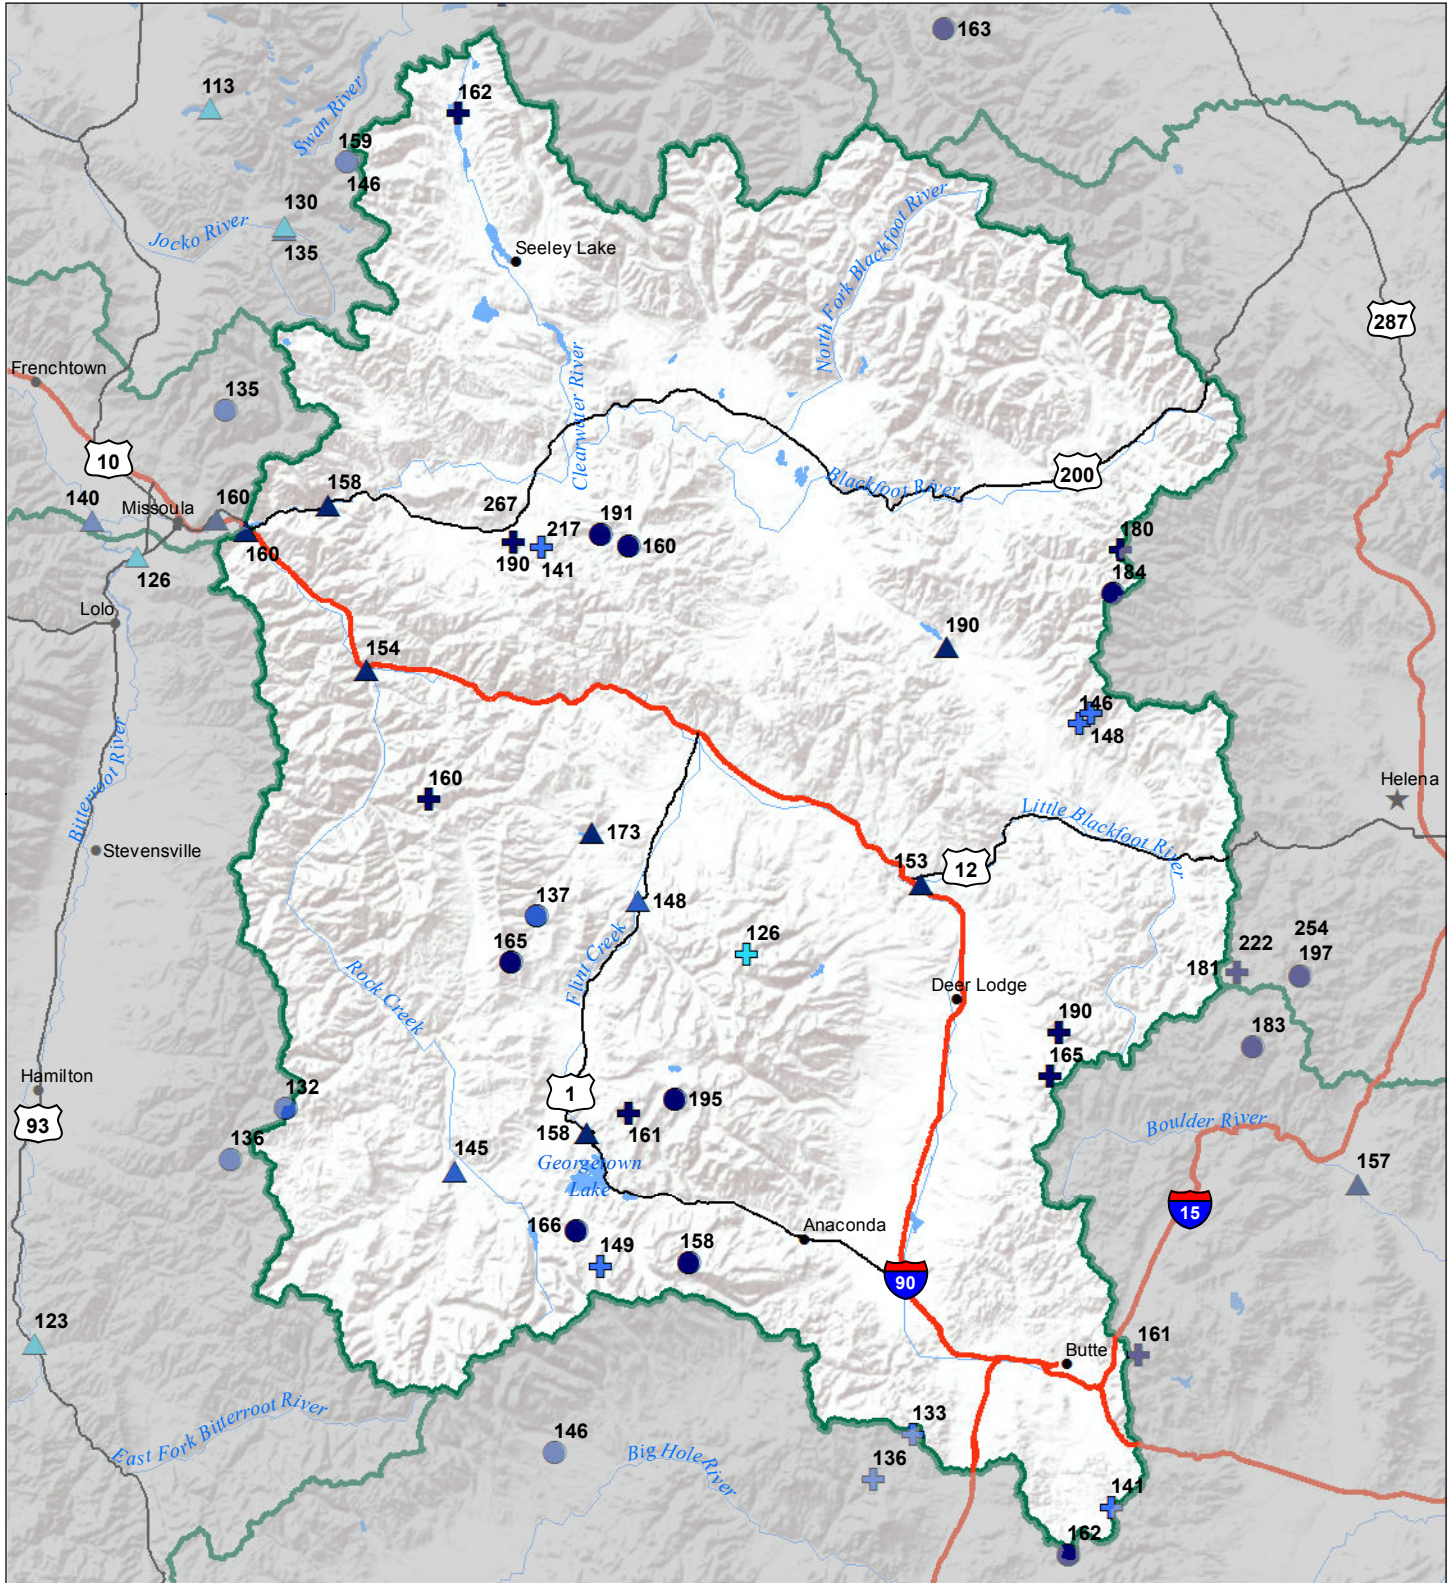 163
113
162
Swan River
159
146
130
Jocko River
135
Seeley Lake
North Fork Blackfoot River
287
Frenchtown
135
Clearwater River
10
200
140
Missoula
160
158
267
Blackfoot River
217
191
160
190
141
160
180
126
184
Lolo
154
190
146
148
Bitterroot River
160
Helena
Little Blackfoot River
173
Stevensville
153
12
137
148
126
165
Flint Creek
222
254
181
197
Rock Creek
Deer Lodge
190
183
165
Hamilton
132
1
195
93
161
Boulder River
158
136
145
Georgetown
Lake
157
15
166
Anaconda
149
158
90
123
161
Butte
East Fork Bitterroot River
133
146
Big Hole River
136
141
162